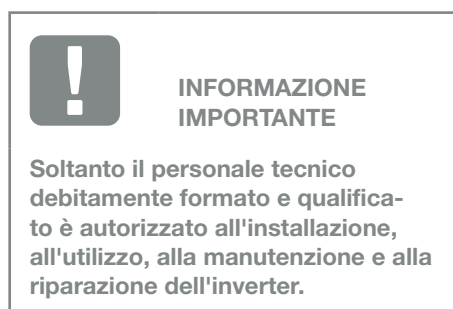 INFORMAZIONE
IMPORTANTE
Soltanto il personale tecnico
debitamente formato e qualifica-
to è autorizzato all'installazione,
all'utilizzo, alla manutenzione e alla
riparazione dell'inverter.